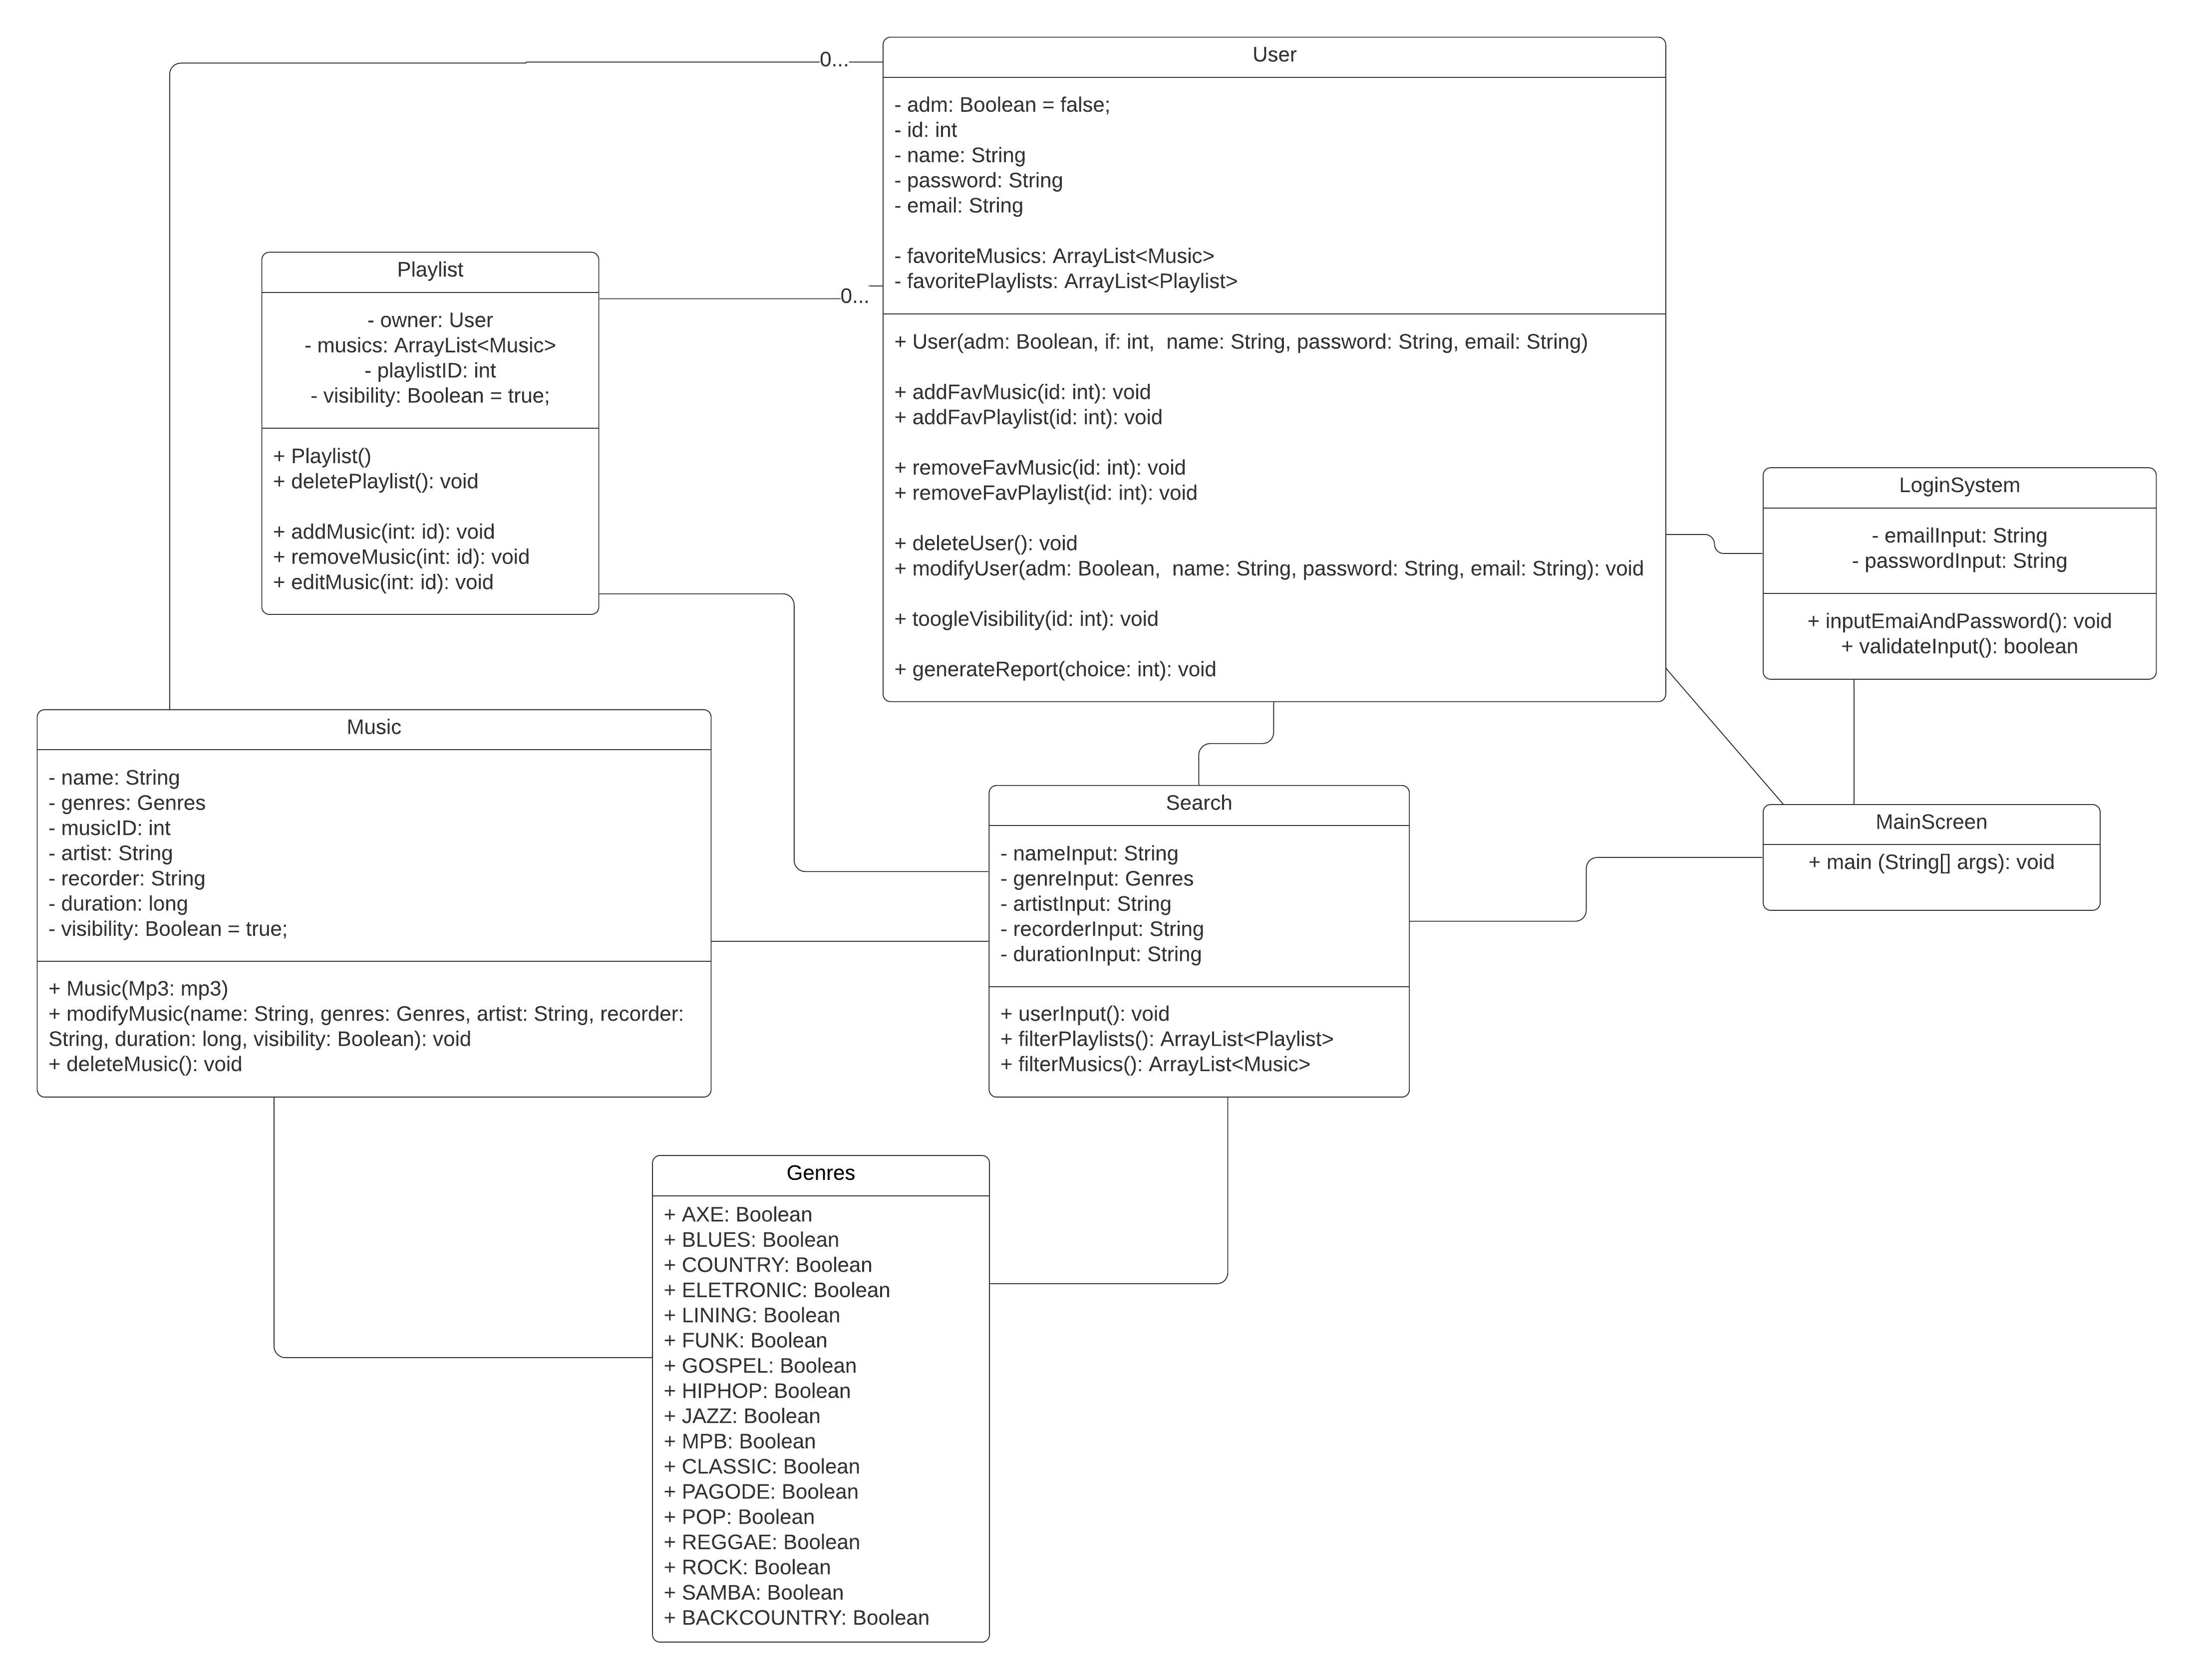 0...
User
- adm: Boolean = false;
- id: int
- name: String
- password: String
- email: String
- favoriteMusics: ArrayList<Music>
- favoritePlaylists: ArrayList<Playlist>
+ User(adm: Boolean, if: int,  name: String, password: String, email: String)
+ addFavMusic(id: int): void
+ addFavPlaylist(id: int): void
+ removeFavMusic(id: int): void
+ removeFavPlaylist(id: int): void
+ deleteUser(): void
+ modifyUser(adm: Boolean,  name: String, password: String, email: String): void
+ toogleVisibility(id: int): void
+ generateReport(choice: int): void
0...
Playlist
- owner: User
- musics: ArrayList<Music>
- playlistID: int
- visibility: Boolean = true;
+ Playlist()
+ deletePlaylist(): void
+ addMusic(int: id): void
+ removeMusic(int: id): void
+ editMusic(int: id): void
LoginSystem
- emailInput: String
- passwordInput: String
+ inputEmaiAndPassword(): void
+ validateInput(): boolean
Music
- name: String
- genres: Genres
- musicID: int
- artist: String
- recorder: String
- duration: long
- visibility: Boolean = true;
+ Music(Mp3: mp3)
+ modifyMusic(name: String, genres: Genres, artist: String, recorder:
String, duration: long, visibility: Boolean): void
+ deleteMusic(): void
Search
- nameInput: String
- genreInput: Genres
- artistInput: String
- recorderInput: String
- durationInput: String
+ userInput(): void
+ filterPlaylists(): ArrayList<Playlist>
+ filterMusics(): ArrayList<Music>
MainScreen
+ main (String[] args): void
Genres
+ AXE: Boolean
+ BLUES: Boolean
+ COUNTRY: Boolean
+ ELETRONIC: Boolean
+ LINING: Boolean
+ FUNK: Boolean
+ GOSPEL: Boolean
+ HIPHOP: Boolean
+ JAZZ: Boolean
+ MPB: Boolean
+ CLASSIC: Boolean
+ PAGODE: Boolean
+ POP: Boolean
+ REGGAE: Boolean
+ ROCK: Boolean
+ SAMBA: Boolean
+ BACKCOUNTRY: Boolean